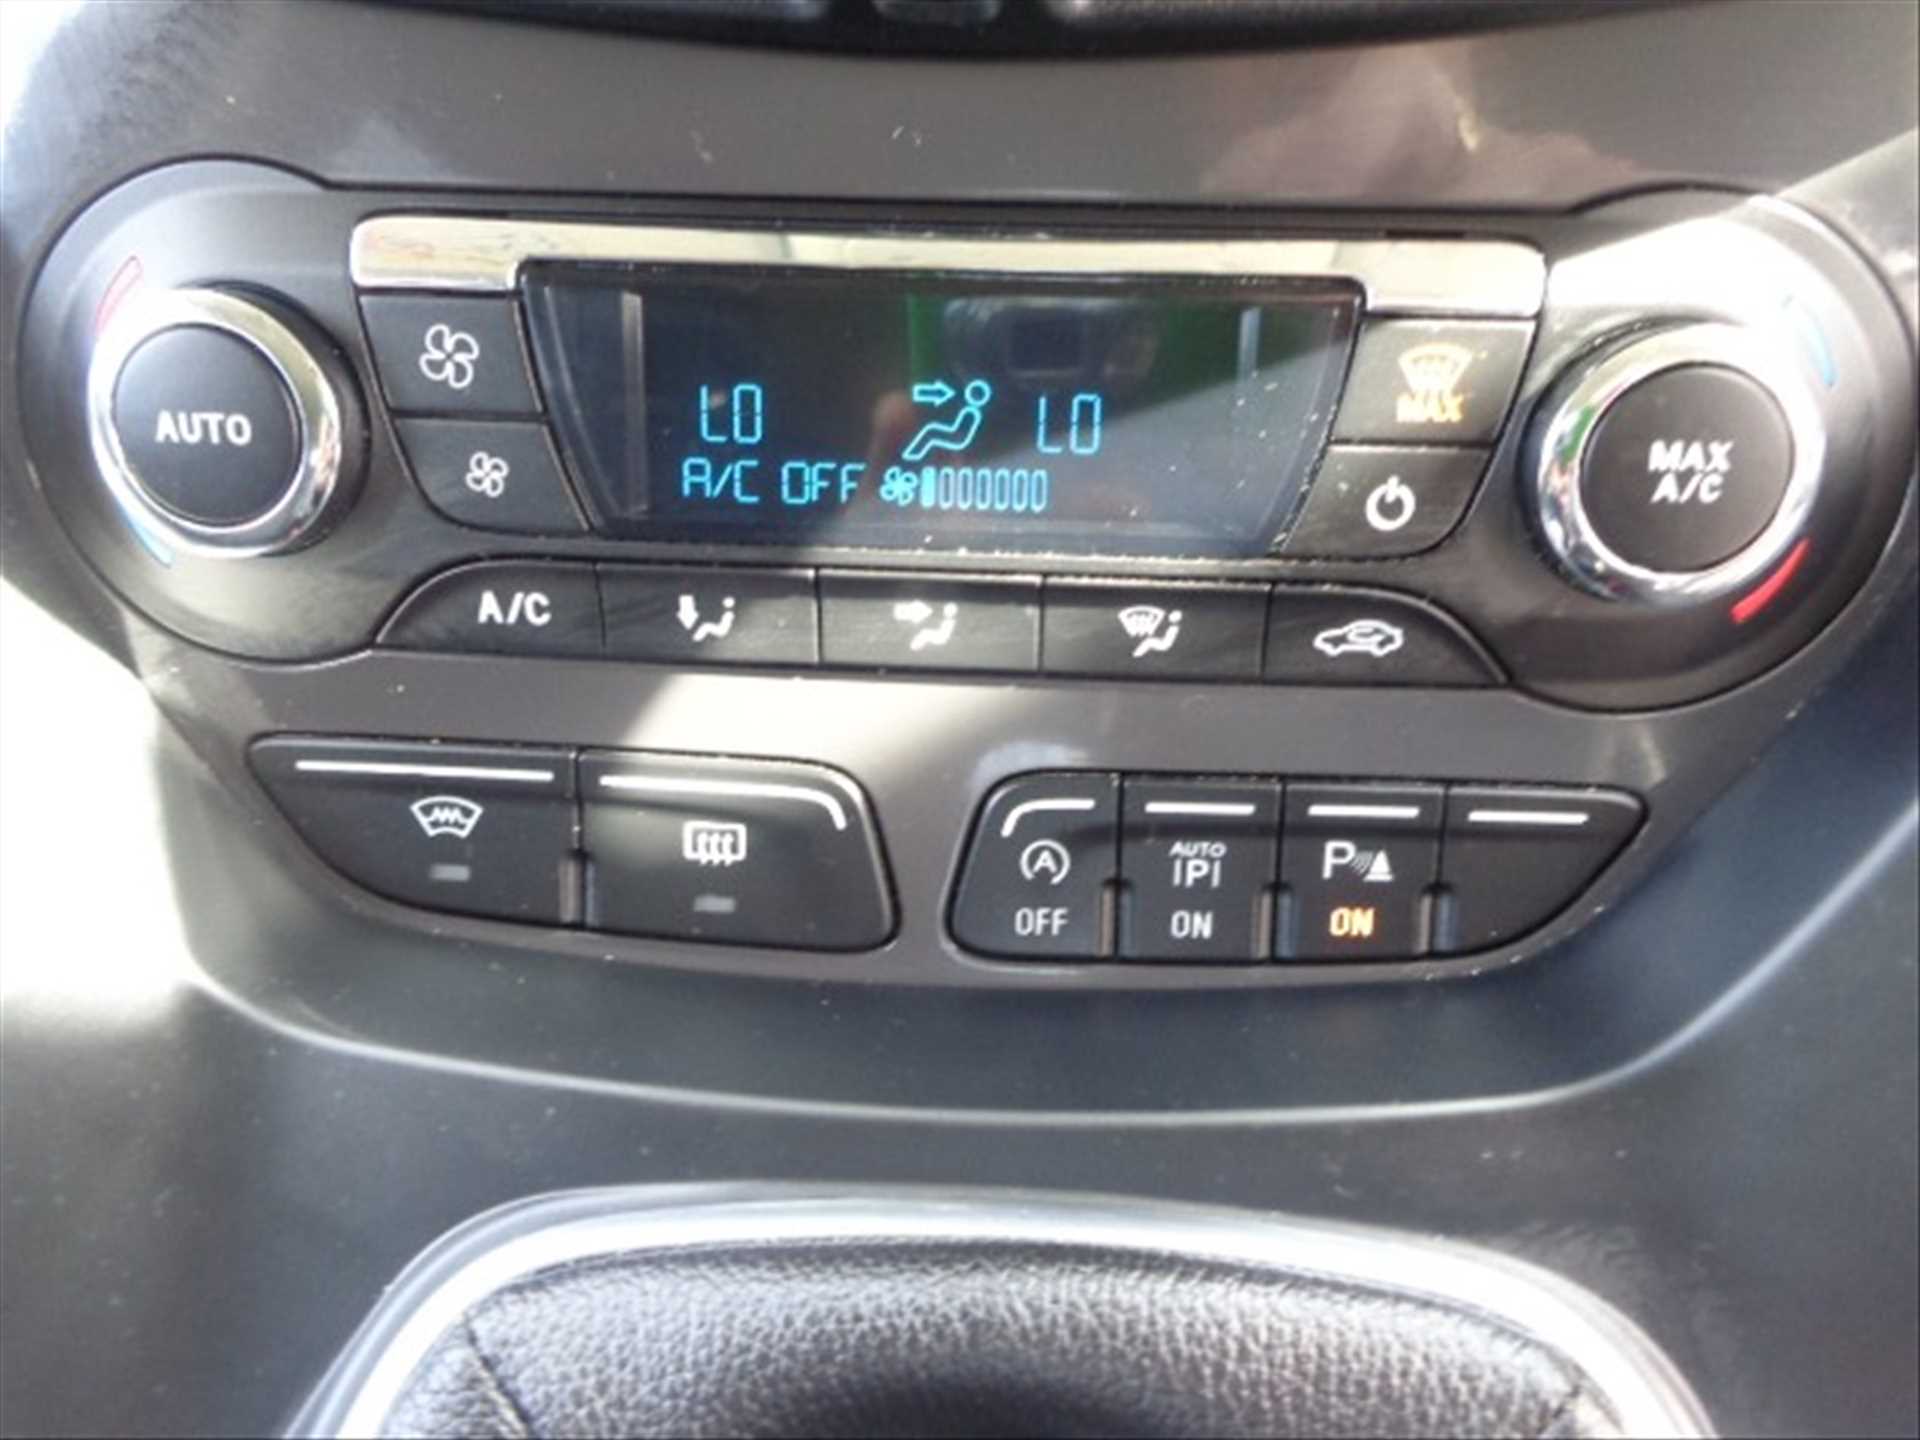 AUTO
LO LO
A/C OFF
MAX
MAX
A/C
A/C
A
OFF
AUTO
P
ON
P
ON